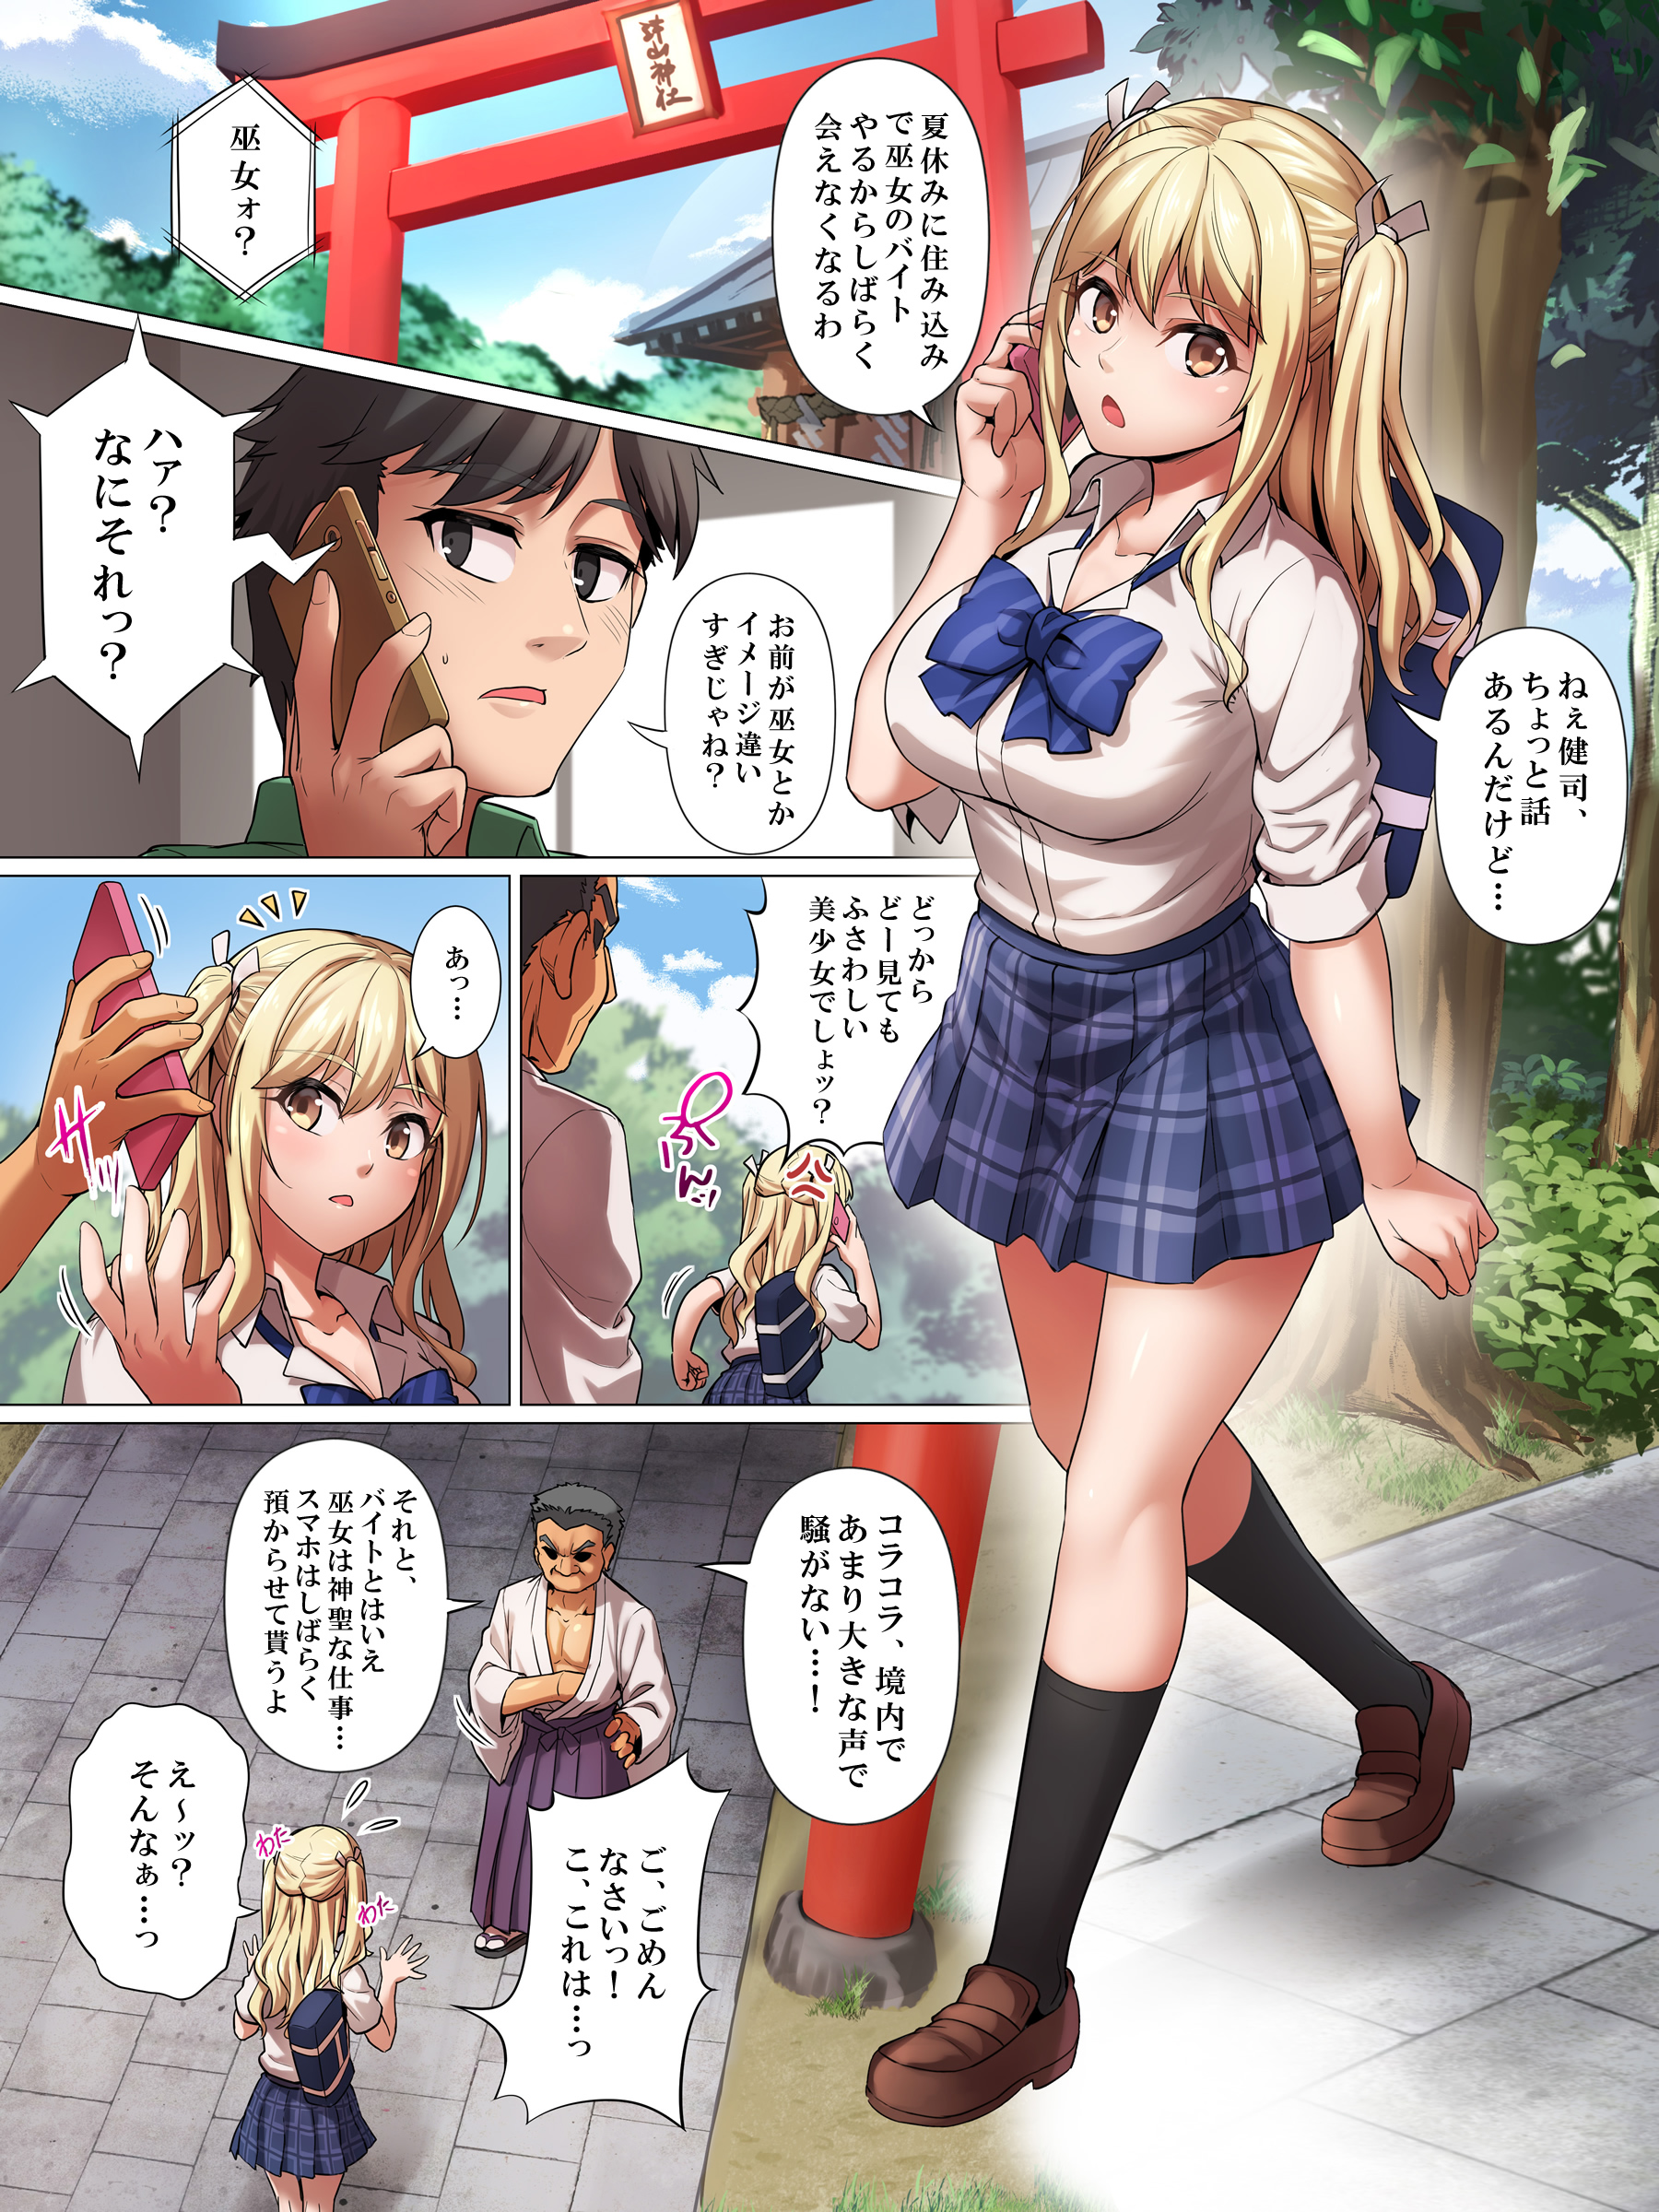 ねぇ健司、
ちょっと話
あるんだけど…
夏休みに住み込み
で巫女のバイト
やるからしばらく
会えなくなるわ
巫女ォ？
ハァ？
なにそれっ？
お前が巫女とか
イメージ違い
すぎじゃね？
どっから
どー見ても
ふさわしい
美少女でしょッ？
ぷん
あっ…
サッ
コラコラ、境内で
あまり大きな声で
騒がない…！
ご、ごめん
なさいっ！
こ、これは…っ
それと、
バイトとはいえ
巫女は神聖な仕事…
スマホはしばらく
預からせて貰うよ
え〜ッ？
そんなぁ…っ
わた
わた